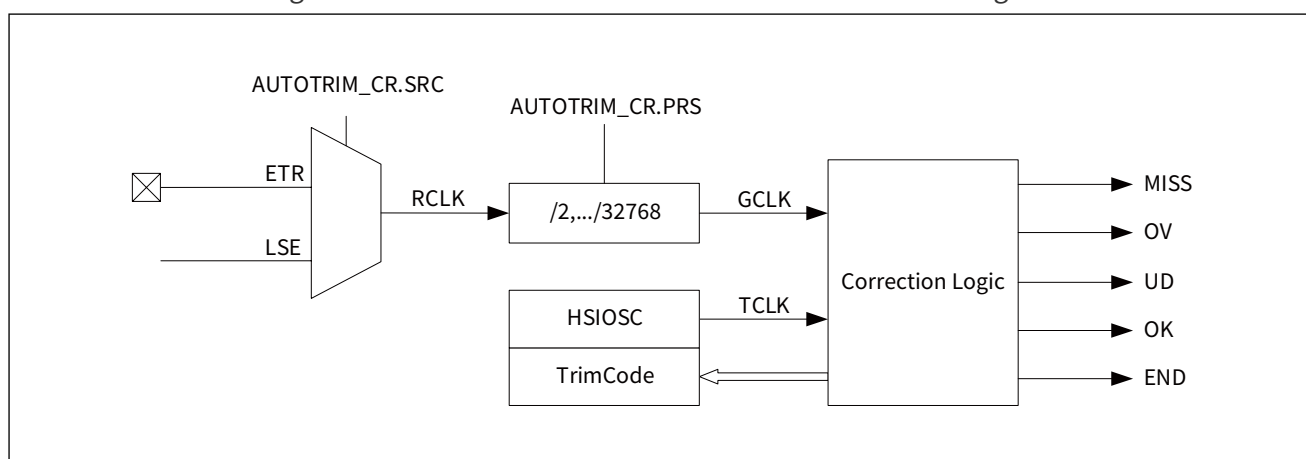 AUTOTRIM_CR.SRC
AUTOTRIM_CR.PRS
ETR
LSE
RCLK
/2,.../32768
GCLK
HSIOSC
TCLK
TrimCode
Correction Logic
MISS
OV
UD
OK
END